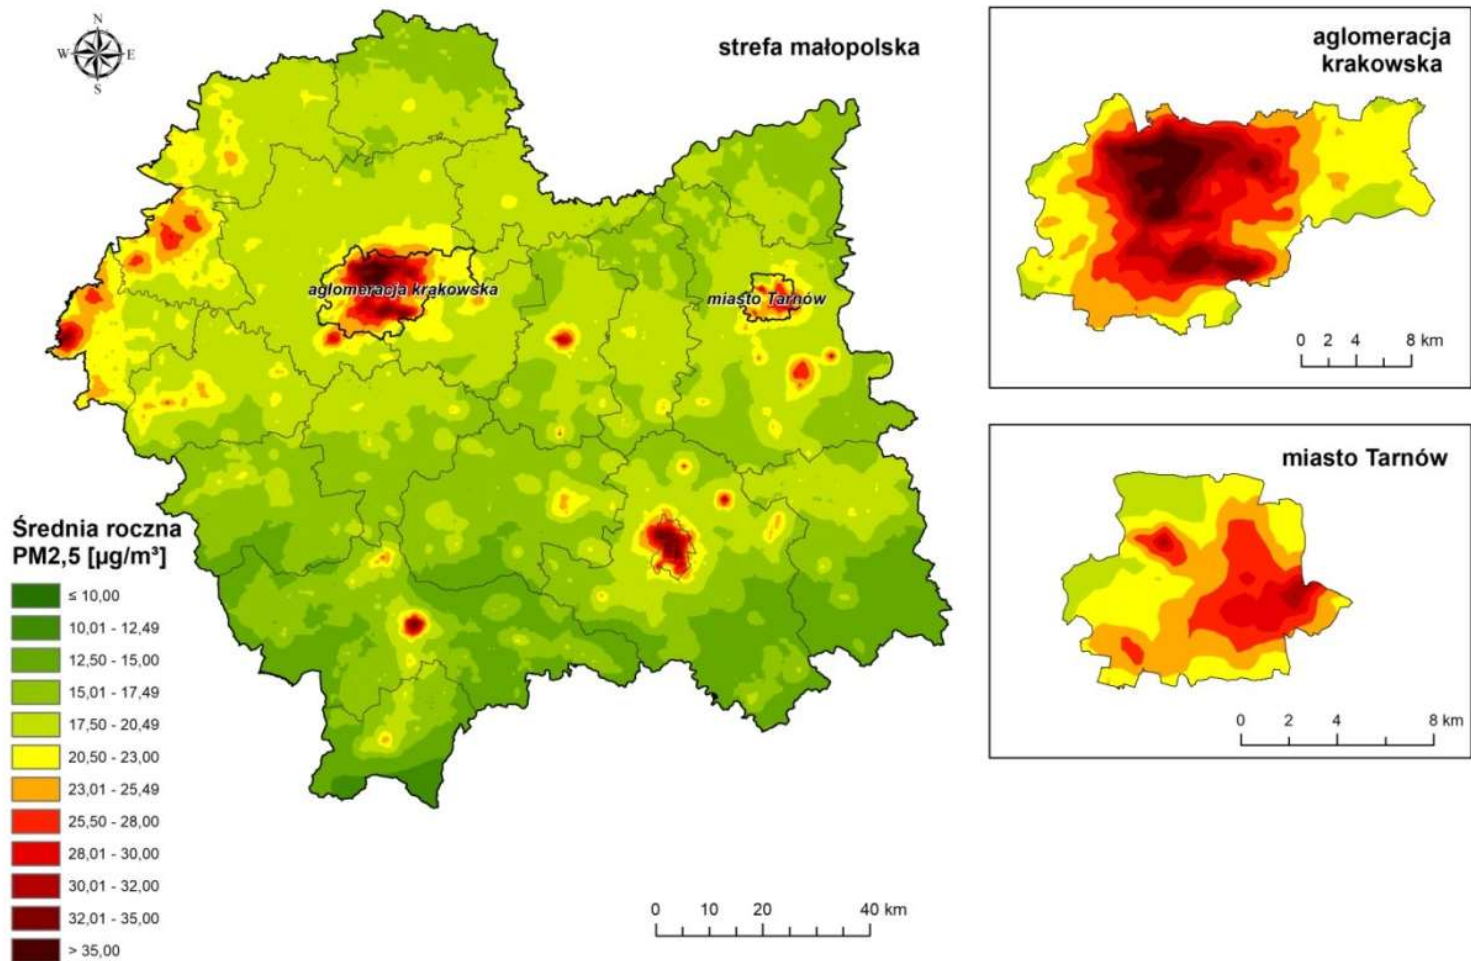 N
W
E
S
strefa małopolska
aglomeracja krakowska
miasto Tarnów
Średnia roczna
PM2,5 [µg/m³]
≤ 10,00
10,01 - 12,49
12,50 - 15,00
15,01 - 17,49
17,50 - 20,49
20,50 - 23,00
23,01 - 25,49
25,50 - 28,00
28,01 - 30,00
30,01 - 32,00
32,01 - 35,00
> 35,00
0 10 20 40 km
aglomeracja
krakowska
0 2 4 8 km
miasto Tarnów
0 2 4 8 km